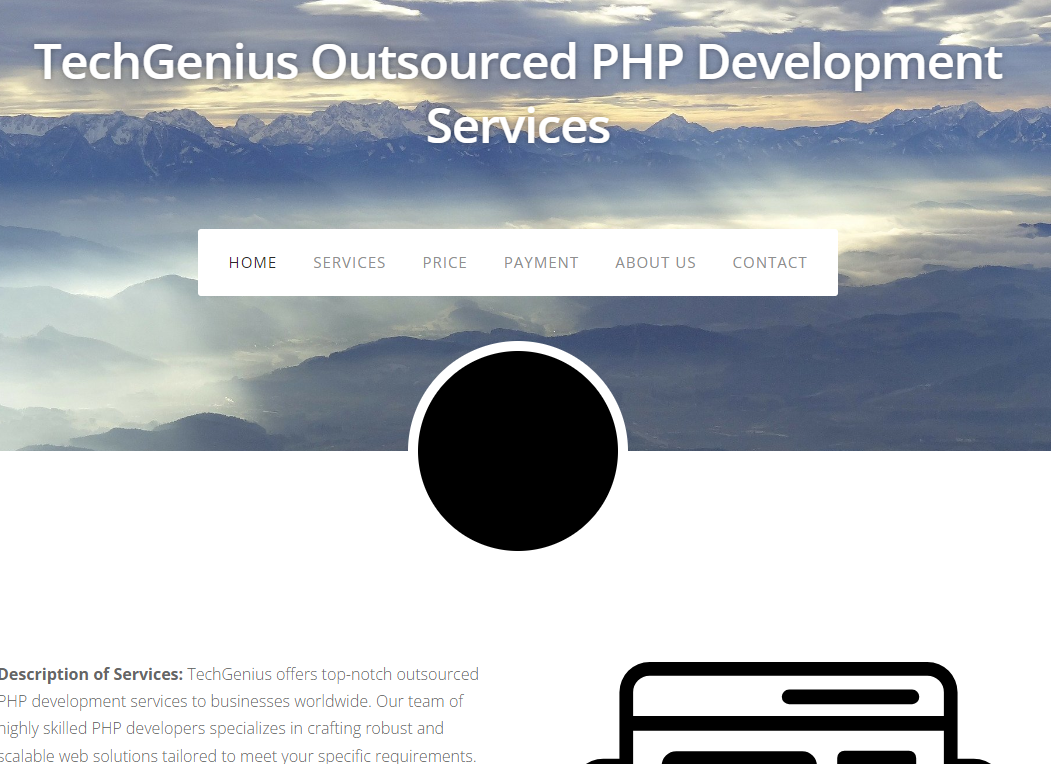 TechGenius Outsourced PHP Development
Services
HOME SERVICES PRICE PAYMENT ABOUT US CONTACT
Description of Services: TechGenius offers top-notch outsourced
PHP development services to businesses worldwide. Our team of
highly skilled PHP developers specializes in crafting robust and
scalable web solutions tailored to meet your specific requirements.